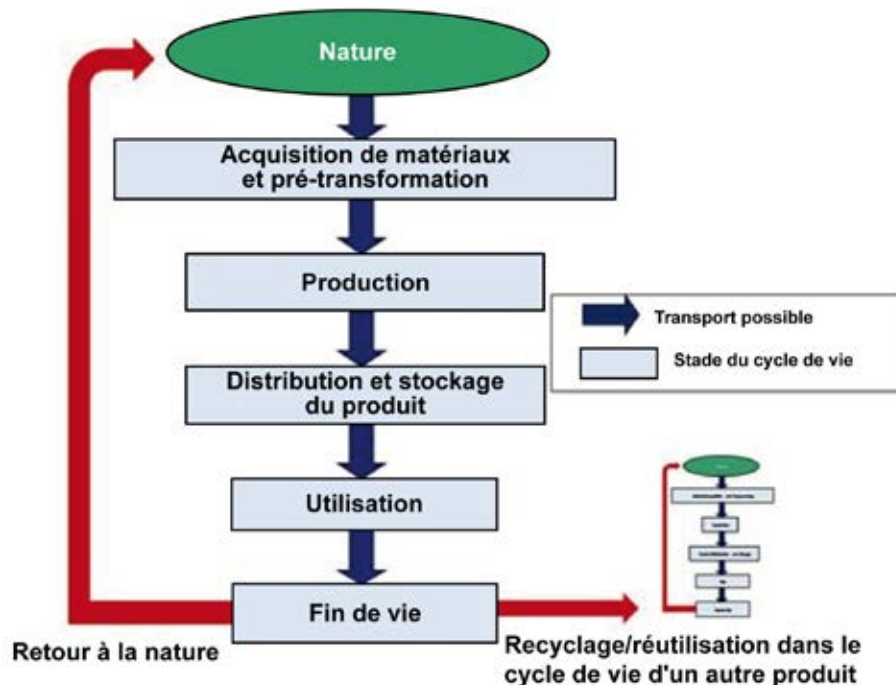 Nature
Acquisition de matériaux
et pré-transformation
Production
Transport possible
Stade du cycle de vie
Distribution et stockage
du produit
Utilisation
Fin de vie
Retour à la nature
Recyclage/réutilisation dans le
cycle de vie d'un autre produit